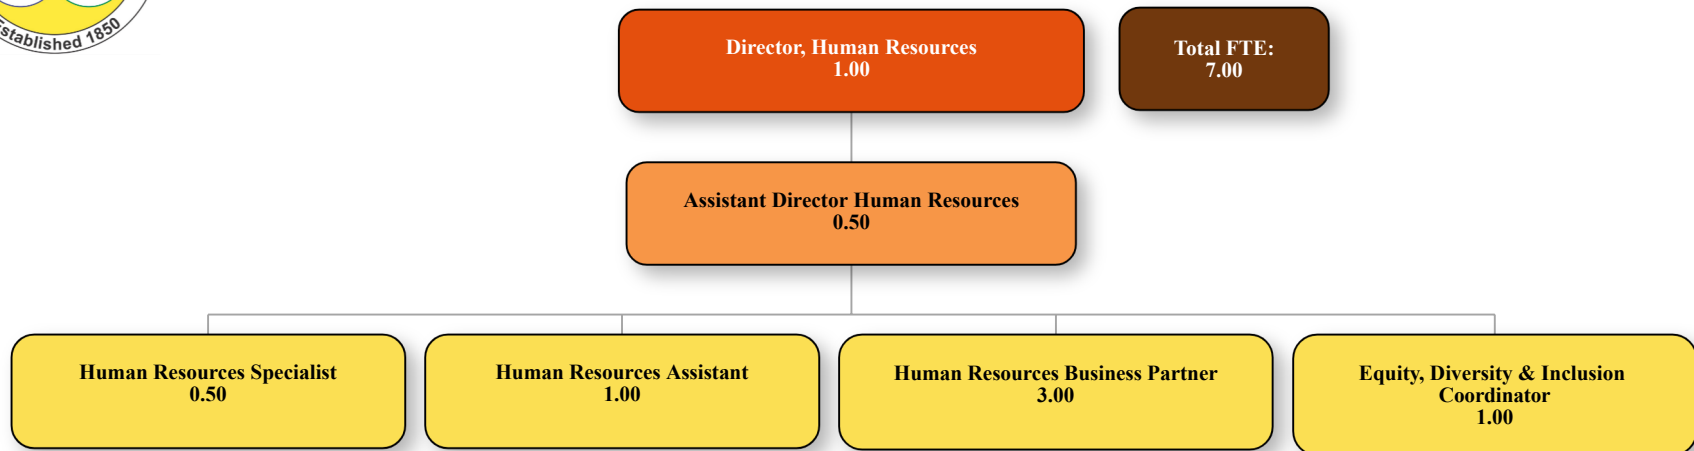 Established 1850
Director, Human Resources
1.00
Total FTE:
7.00
Assistant Director Human Resources
0.50
Human Resources Specialist
0.50
Human Resources Assistant
1.00
Human Resources Business Partner
3.00
Equity, Diversity & Inclusion
Coordinator
1.00